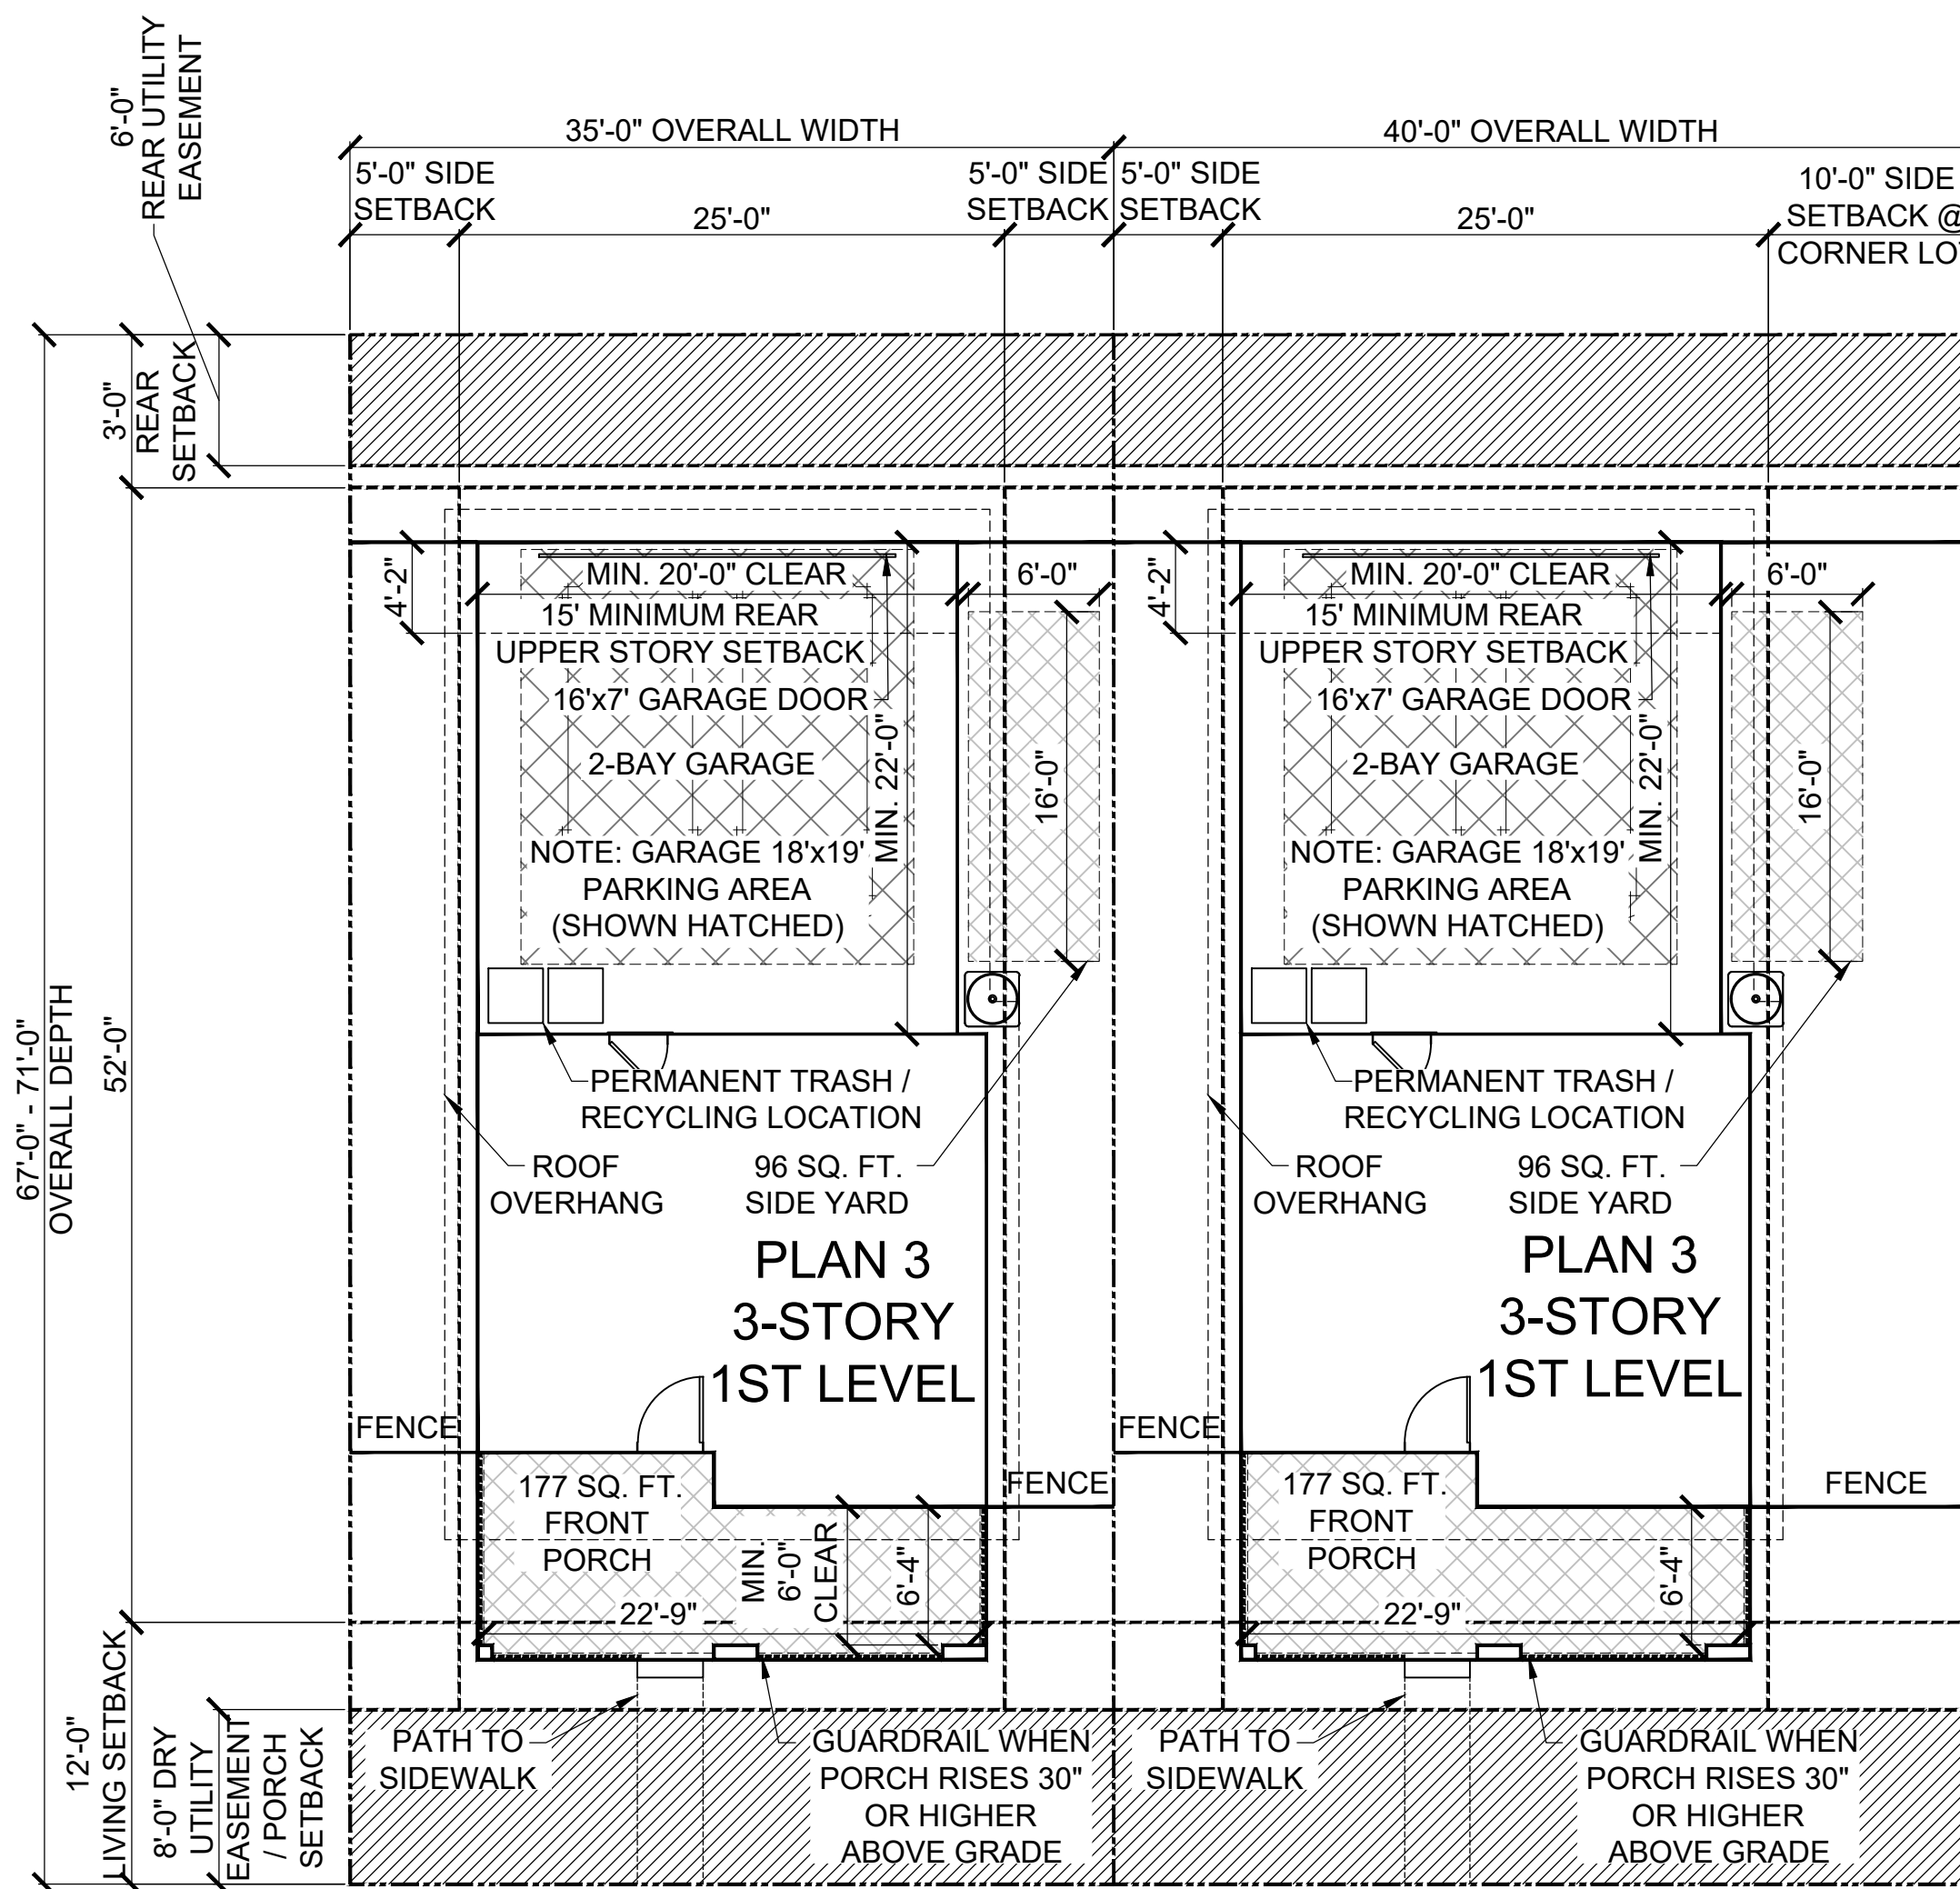 6'-0"
REAR UTILITY
EASEMENT
35'-0" OVERALL WIDTH
40'-0" OVERALL WIDTH
5'-0" SIDE
SETBACK
25'-0"
5'-0" SIDE
SETBACK
5'-0" SIDE
SETBACK
25'-0"
10'-0" SIDE
SETBACK @
CORNER LO
3'-0"
REAR
SETBACK
67'-0" - 71'-0"
OVERALL DEPTH
52'-0"
12'-0"
LIVING SETBACK
8'-0" DRY
UTILITY
EASEMENT
/ PORCH
SETBACK
4'-2"
MIN. 20'-0" CLEAR
6'-0"
15' MINIMUM REAR
UPPER STORY SETBACK
16'x7' GARAGE DOOR
MIN. 22'-0"
2-BAY GARAGE
16'-0"
NOTE: GARAGE 18'x19'
PARKING AREA
(SHOWN HATCHED)
PERMANENT TRASH /
RECYCLING LOCATION
ROOF
OVERHANG
96 SQ. FT.
SIDE YARD
PLAN 3
3-STORY
1ST LEVEL
FENCE
FENCE
177 SQ. FT.
FRONT
PORCH
MIN.
6'-0"
CLEAR
6'-4"
22'-9"
PATH TO
SIDEWALK
GUARDRAIL WHEN
PORCH RISES 30"
OR HIGHER
ABOVE GRADE
4'-2"
MIN. 20'-0" CLEAR
6'-0"
15' MINIMUM REAR
UPPER STORY SETBACK
16'x7' GARAGE DOOR
MIN. 22'-0"
2-BAY GARAGE
16'-0"
NOTE: GARAGE 18'x19'
PARKING AREA
(SHOWN HATCHED)
PERMANENT TRASH /
RECYCLING LOCATION
ROOF
OVERHANG
96 SQ. FT.
SIDE YARD
PLAN 3
3-STORY
1ST LEVEL
FENCE
FENCE
177 SQ. FT.
FRONT
PORCH
6'-4"
22'-9"
PATH TO
SIDEWALK
GUARDRAIL WHEN
PORCH RISES 30"
OR HIGHER
ABOVE GRADE